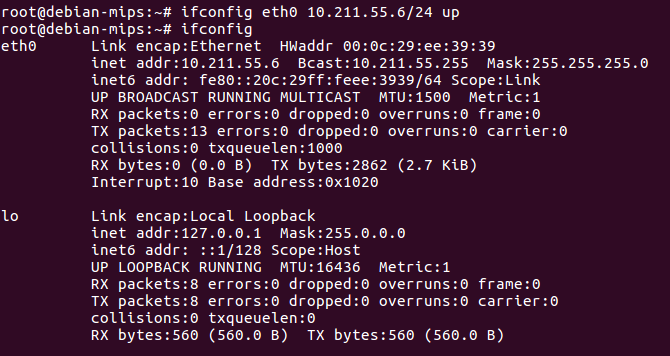 root@debian-mips:~# ifconfig eth0 10.211.55.6/24 up
root@debian-mips:~# ifconfig
eth0      Link encap:Ethernet  HWaddr 00:0c:29:ee:39:39
          inet addr:10.211.55.6  Bcast:10.211.55.255  Mask:255.255.255.0
          inet6 addr: fe80::20c:29ff:feee:3939/64 Scope:Link
          UP BROADCAST RUNNING MULTICAST  MTU:1500  Metric:1
          RX packets:0 errors:0 dropped:0 overruns:0 frame:0
          TX packets:13 errors:0 dropped:0 overruns:0 carrier:0
          collisions:0 txqueuelen:1000
          RX bytes:0 (0.0 B)  TX bytes:2862 (2.7 KiB)
          Interrupt:10 Base address:0x1020
lo        Link encap:Local Loopback
          inet addr:127.0.0.1  Mask:255.0.0.0
          inet6 addr: ::1/128 Scope:Host
          UP LOOPBACK RUNNING  MTU:16436  Metric:1
          RX packets:8 errors:0 dropped:0 overruns:0 frame:0
          TX packets:8 errors:0 dropped:0 overruns:0 carrier:0
          collisions:0 txqueuelen:0
          RX bytes:560 (560.0 B)  TX bytes:560 (560.0 B)